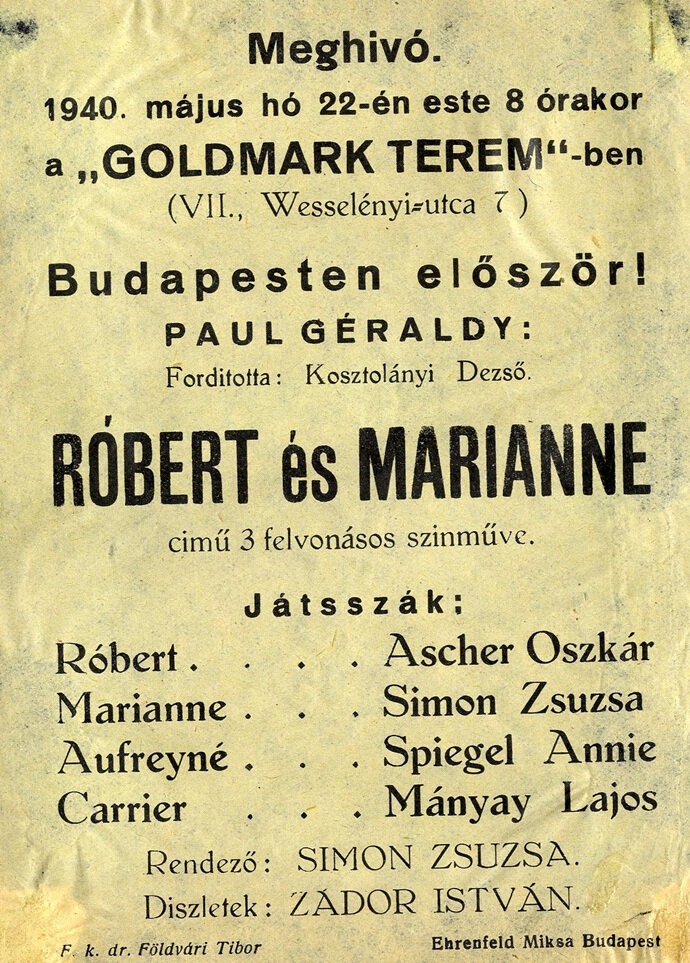 Meghivó.
1940. május hó 22-én este 8 órakor
a „GOLDMARK TEREM“-ben
(VII., Wesselényi-utca 7)
Budapesten először!
PAUL GÉRALDY:
Forditotta: Kosztolányi Dezső.
RÓBERT és MARIANNE
cimű 3 felvonásos szinműve.
Játsszák:
Róbert . . . . Ascher Oszkár
Marianne . . . Simon Zsuzsa
Aufreyné . . . Spiegel Annie
Carrier . . . Mányay Lajos
Rendező: SIMON ZSUZSA.
Diszletek: ZÁDOR ISTVÁN.
F. k. dr. Földvári Tibor
Ehrenfeld Miksa Budapest